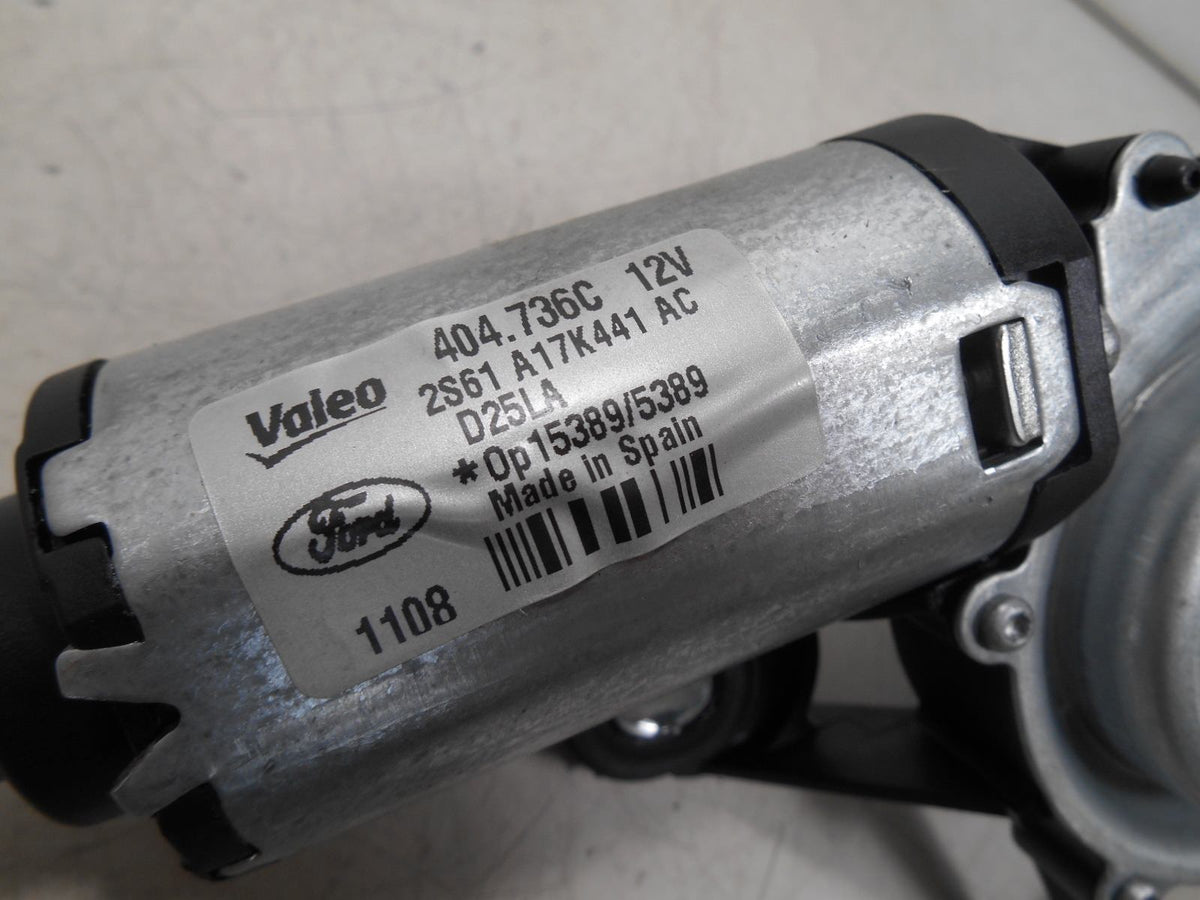 Valeo
404.736C 12V
2S61 A17K441 AC
D25LA
*Op15389/5389
Made in Spain
Ford
1108